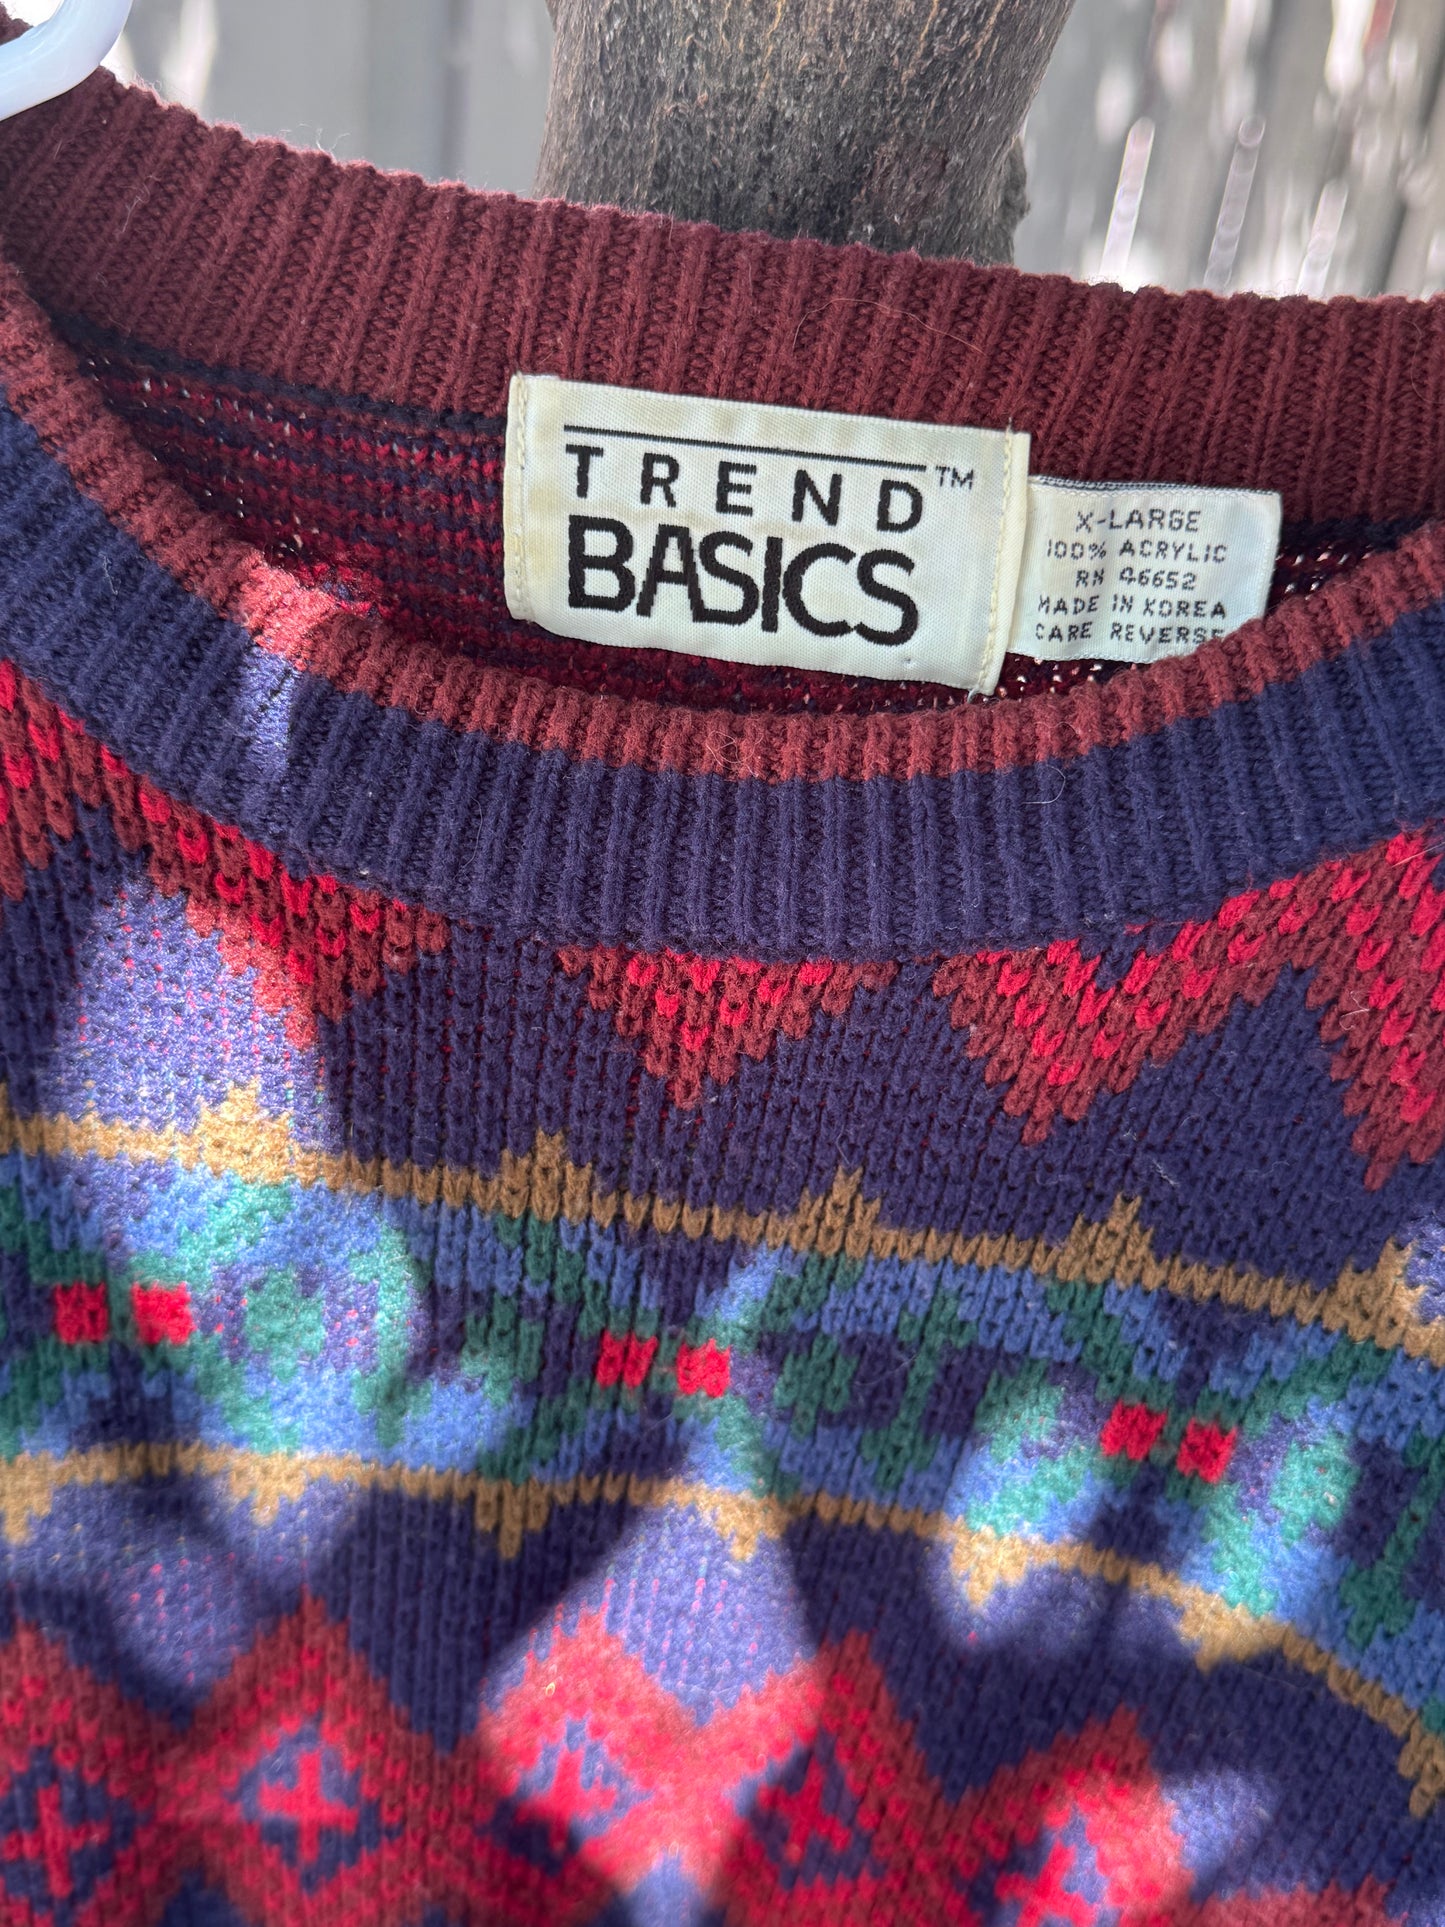 TREND™
BASICS
X-LARGE
100% ACRYLIC
RN 46652
MADE IN KOREA
CARE REVERSE